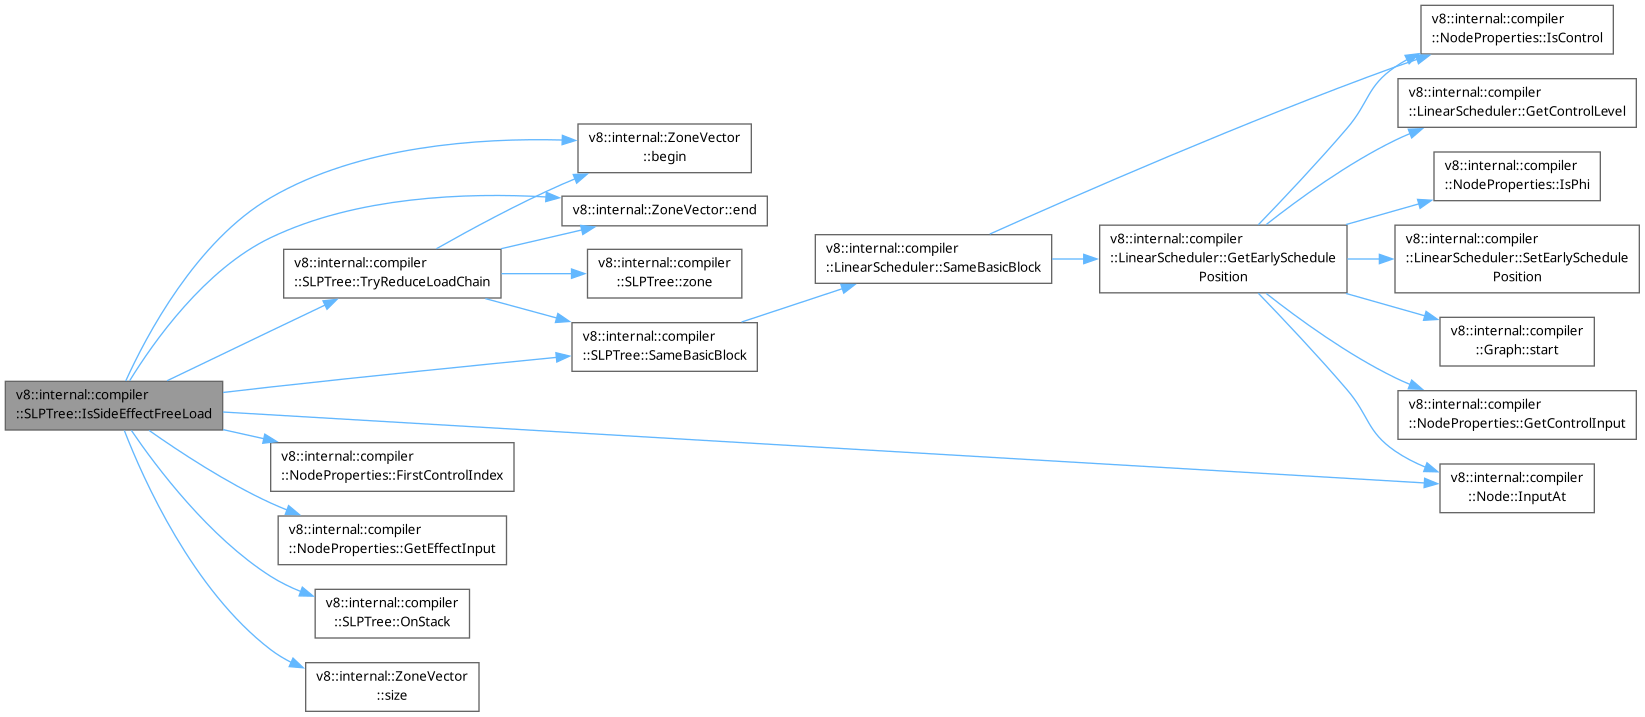 v8::internal::compiler
::SLPTree::IsSideEffectFreeLoad
v8::internal::ZoneVector
::begin
v8::internal::ZoneVector::end
v8::internal::compiler
::SLPTree::TryReduceLoadChain
v8::internal::compiler
::SLPTree::zone
v8::internal::compiler
::SLPTree::SameBasicBlock
v8::internal::compiler
::LinearScheduler::SameBasicBlock
v8::internal::compiler
::LinearScheduler::GetEarlySchedule
Position
v8::internal::compiler
::NodeProperties::IsControl
v8::internal::compiler
::LinearScheduler::GetControlLevel
v8::internal::compiler
::NodeProperties::IsPhi
v8::internal::compiler
::LinearScheduler::SetEarlySchedule
Position
v8::internal::compiler
::Graph::start
v8::internal::compiler
::NodeProperties::GetControlInput
v8::internal::compiler
::Node::InputAt
v8::internal::compiler
::NodeProperties::FirstControlIndex
v8::internal::compiler
::NodeProperties::GetEffectInput
v8::internal::compiler
::SLPTree::OnStack
v8::internal::ZoneVector
::size